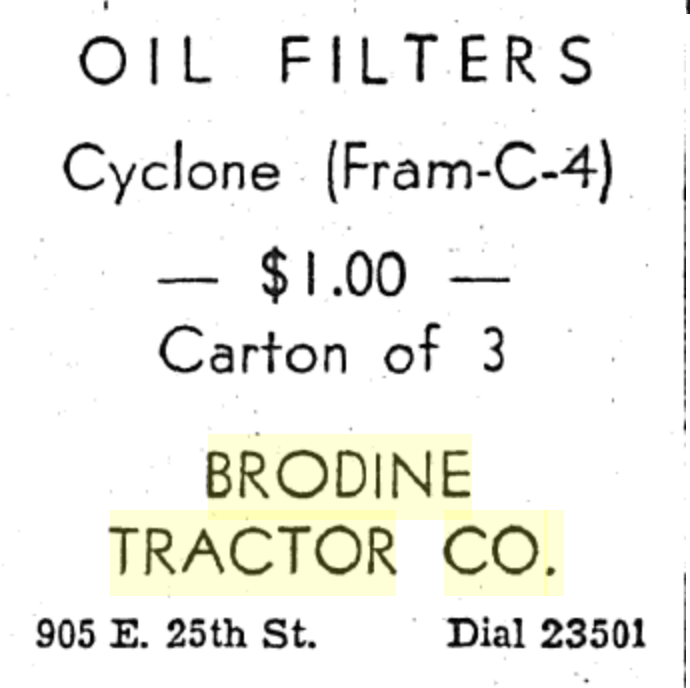 OIL FILTERS
Cyclone (Fram-C-4)
— $1.00 —
Carton of 3
BRODINE
TRACTOR CO.
905 E. 25th St. Dial 23501